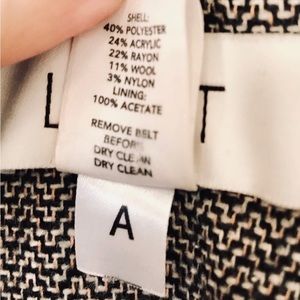 SHELL:
40% POLYESTER
24% ACRYLIC
22% RAYON
11% WOOL
3% NYLON
LINING:
100% ACETATE
L T
REMOVE BELT
BEFORE
DRY CLEAN
DRY CLEAN
A